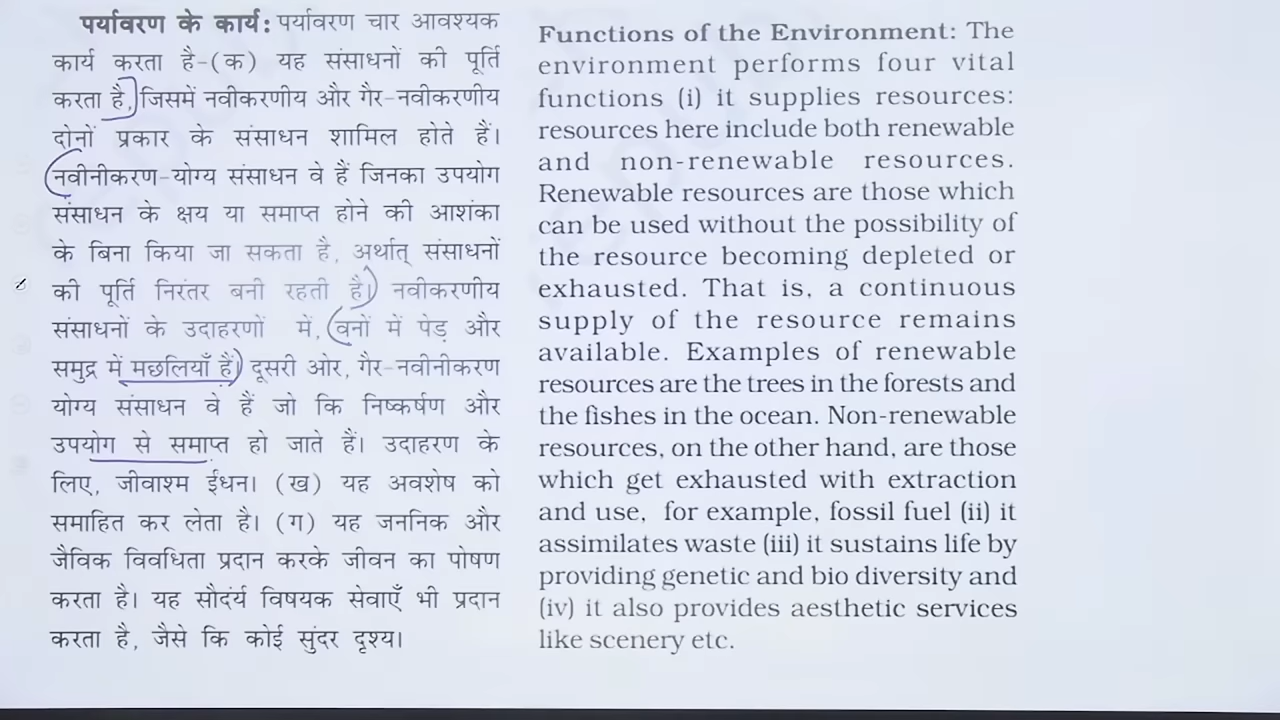 पर्यावरण के कार्य: पर्यावरण चार आवश्यक
कार्य करता है-(क) यह संसाधनों की पूर्ति
करता है, जिसमें नवीकरणीय और गैर-नवीकरणीय
दोनों प्रकार के संसाधन शामिल होते हैं।
नवीनीकरण-योग्य संसाधन वे हैं जिनका उपयोग
संसाधन के क्षय या समाप्त होने की आशंका
के बिना किया जा सकता है, अर्थात् संसाधनों
की पूर्ति निरंतर बनी रहती है। नवीकरणीय
संसाधनों के उदाहरणों में, वनों में पेड़ और
समुद्र में मछलियाँ हैं। दूसरी ओर, गैर-नवीनीकरण
योग्य संसाधन वे हैं जो कि निष्कर्षण और
उपयोग से समाप्त हो जाते हैं। उदाहरण के
लिए, जीवाश्म ईंधन। (ख) यह अवशेष को
समाहित कर लेता है। (ग) यह जननिक और
जैविक विवधिता प्रदान करके जीवन का पोषण
करता है। यह सौदंर्य विषयक सेवाएँ भी प्रदान
करता है, जैसे कि कोई सुंदर दृश्य।
Functions of the Environment: The
environment performs four vital
functions (i) it supplies resources:
resources here include both renewable
and non-renewable resources.
Renewable resources are those which
can be used without the possibility of
the resource becoming depleted or
exhausted. That is, a continuous
supply of the resource remains
available. Examples of renewable
resources are the trees in the forests and
the fishes in the ocean. Non-renewable
resources, on the other hand, are those
which get exhausted with extraction
and use, for example, fossil fuel (ii) it
assimilates waste (iii) it sustains life by
providing genetic and bio diversity and
(iv) it also provides aesthetic services
like scenery etc.